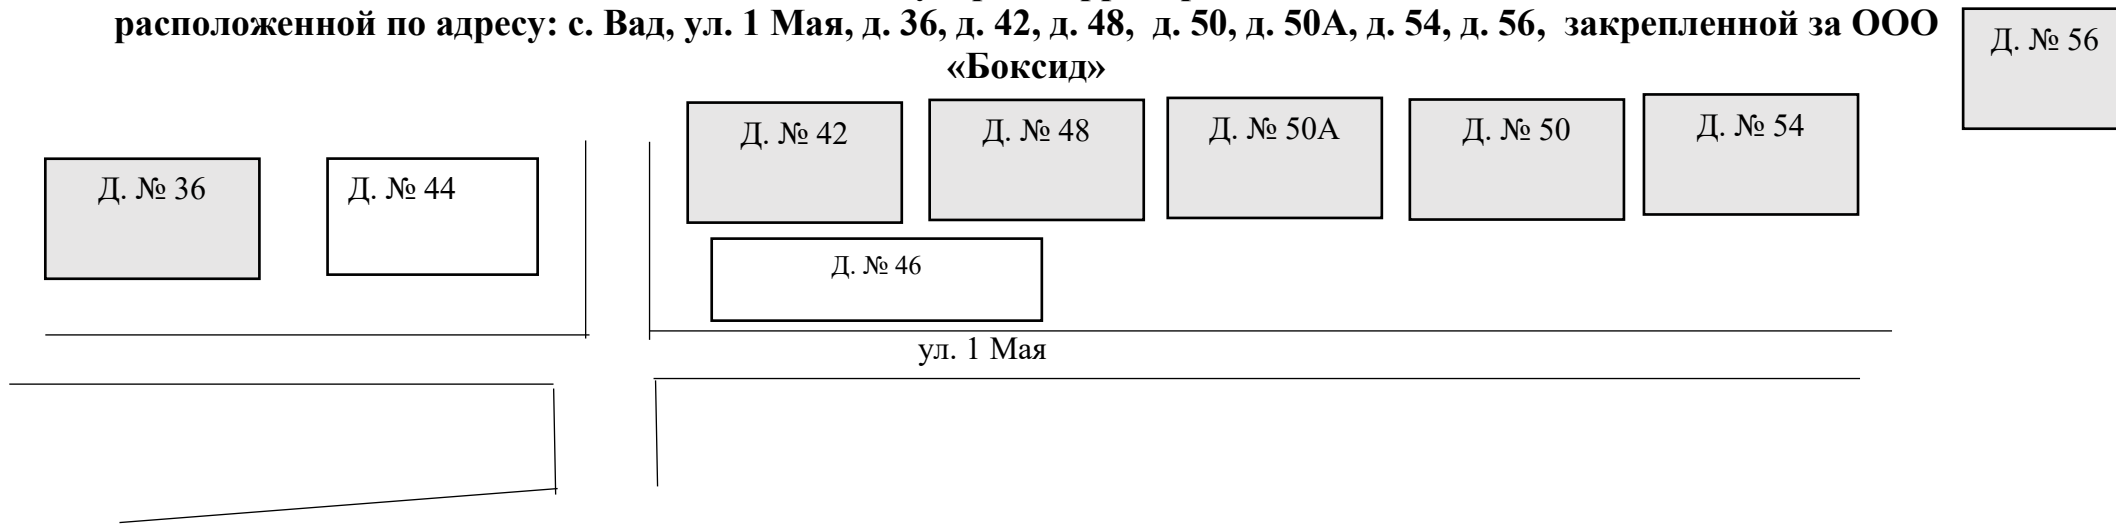 расположенной по адресу: с. Вад, ул. 1 Мая, д. 36, д. 42, д. 48, д. 50, д. 50А, д. 54, д. 56, закрепленной за ООО
«Боксид»
Д. № 56
Д. № 42
Д. № 48
Д. № 50А
Д. № 50
Д. № 54
Д. № 36
Д. № 44
Д. № 46
ул. 1 Мая